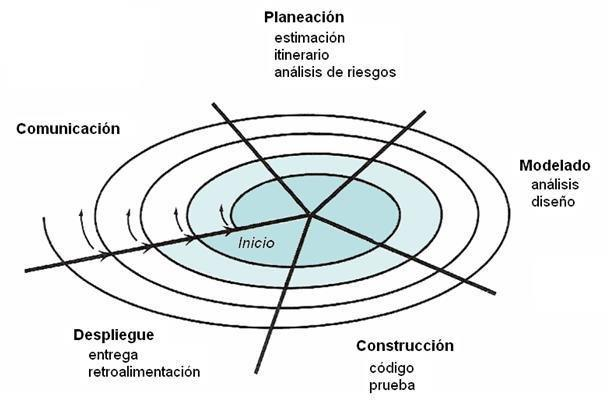 Planeación
estimación
itinerario
análisis de riesgos
Comunicación
Modelado
análisis
diseño
Inicio
Despliegue
entrega
retroalimentación
Construcción
código
prueba